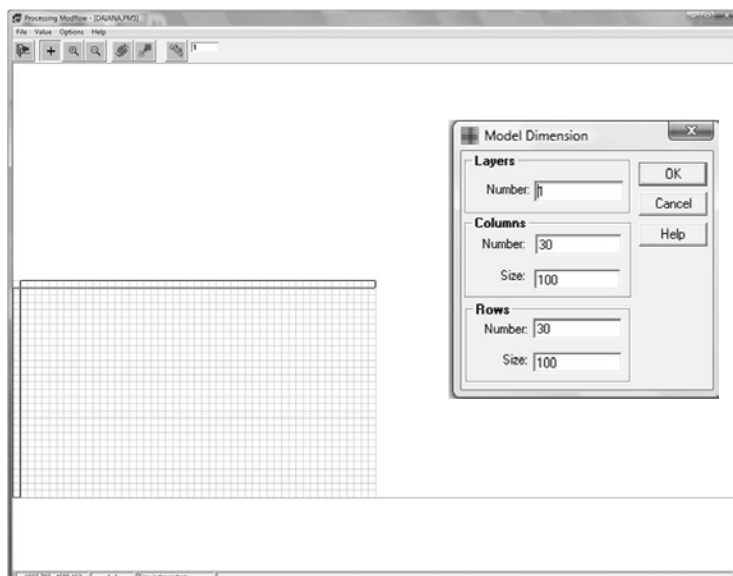 Processing Modflow - [DAIANA.PM5]
File Value Options Help
1
Model Dimension
Layers
Number: 1
OK
Cancel
Help
Columns
Number: 30
Size: 100
Rows
Number: 30
Size: 100